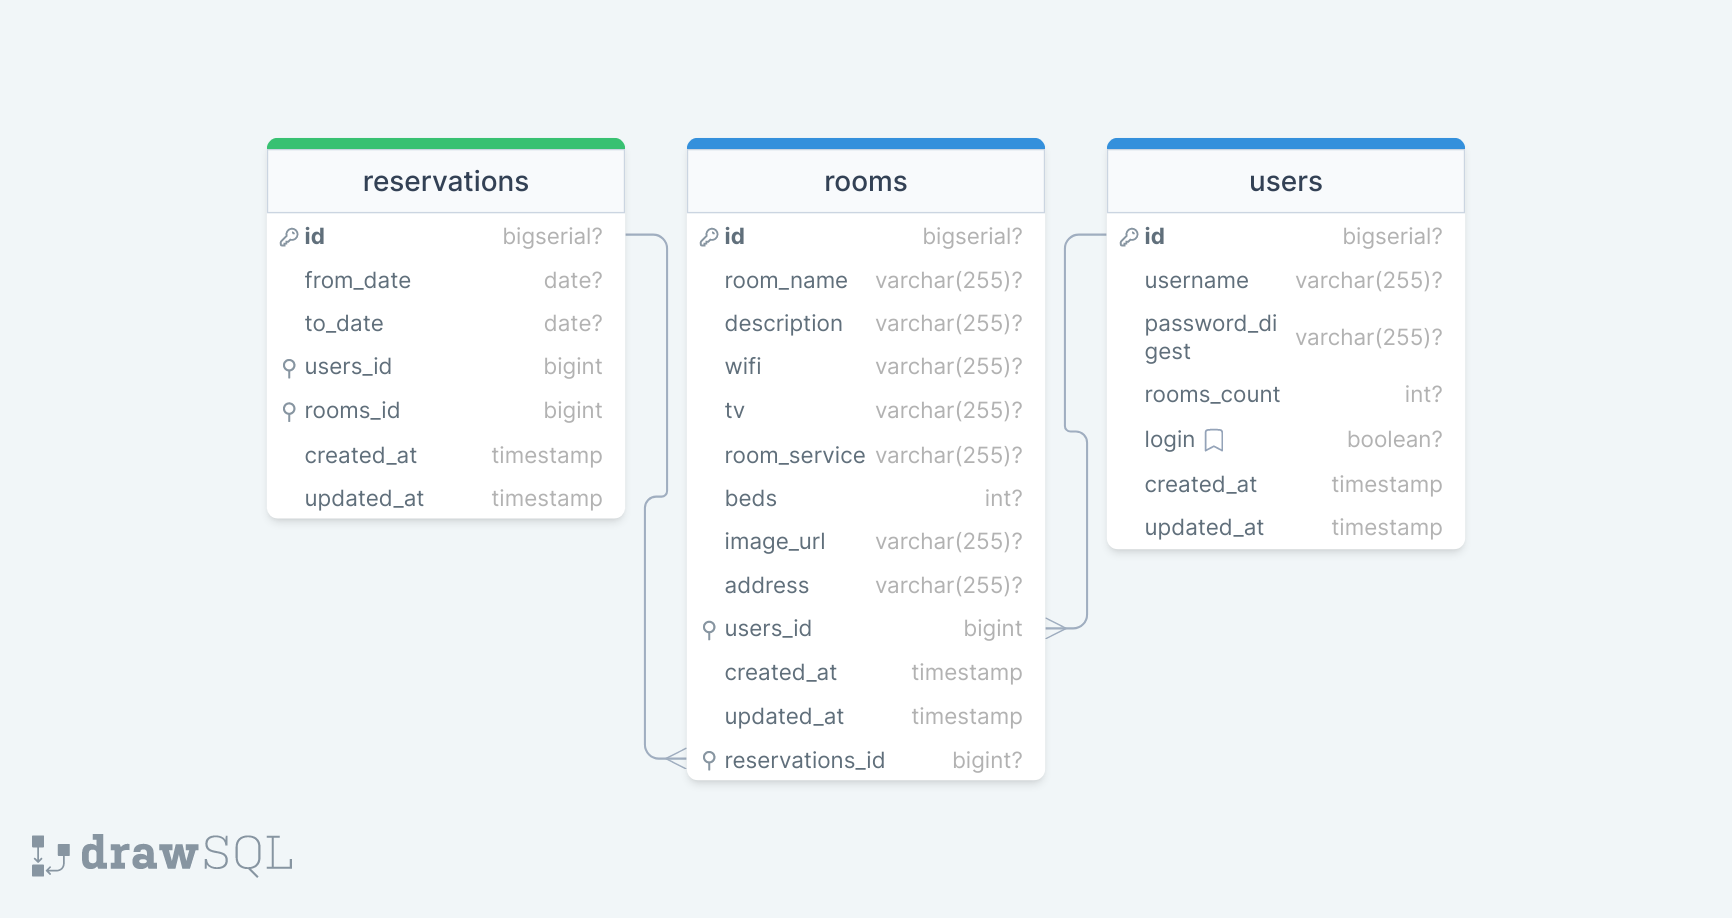 reservations
id bigserial?
from_date date?
to_date date?
users_id bigint
rooms_id bigint
created_at timestamp
updated_at timestamp
rooms
id bigserial?
room_name varchar(255)?
description varchar(255)?
wifi varchar(255)?
tv varchar(255)?
room_service varchar(255)?
beds int?
image_url varchar(255)?
address varchar(255)?
users_id bigint
created_at timestamp
updated_at timestamp
reservations_id bigint?
users
id bigserial?
username varchar(255)?
password_di
gest varchar(255)?
rooms_count int?
login boolean?
created_at timestamp
updated_at timestamp
drawSQL